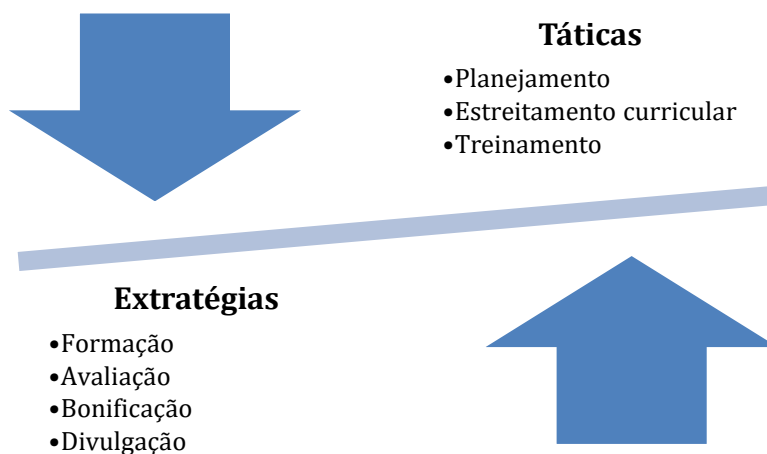 Táticas
•Planejamento
•Estreitamento curricular
•Treinamento
Extratégias
•Formação
•Avaliação
•Bonificação
•Divulgação